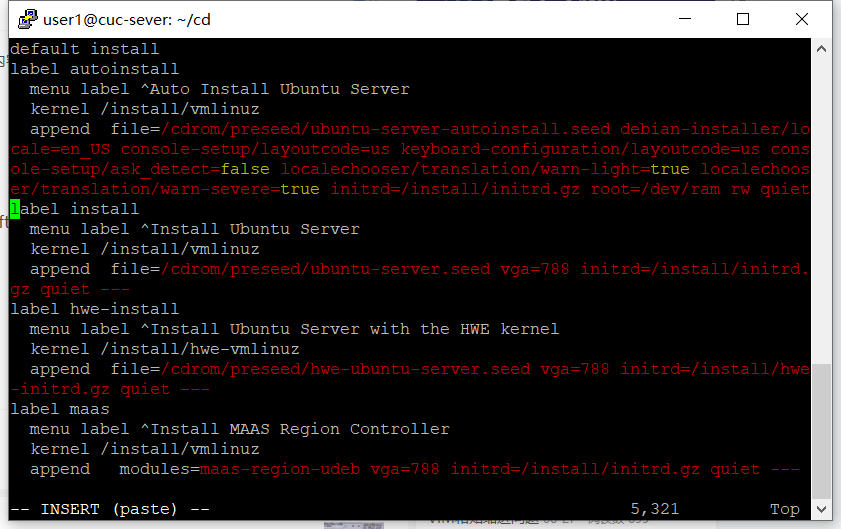 user1@cuc-sever: ~/cd
default install
label autoinstall
  menu label ^Auto Install Ubuntu Server
  kernel /install/vmlinuz
  append  file=/cdrom/preseed/ubuntu-server-autoinstall.seed debian-installer/lo
cale=en_US console-setup/layoutcode=us keyboard-configuration/layoutcode=us cons
ole-setup/ask_detect=false localechooser/translation/warn-light=true localechoos
er/translation/warn-severe=true initrd=/install/initrd.gz root=/dev/ram rw quiet
label install
  menu label ^Install Ubuntu Server
  kernel /install/vmlinuz
  append  file=/cdrom/preseed/ubuntu-server.seed vga=788 initrd=/install/initrd.
gz quiet ---
label hwe-install
  menu label ^Install Ubuntu Server with the HWE kernel
  kernel /install/hwe-vmlinuz
  append  file=/cdrom/preseed/hwe-ubuntu-server.seed vga=788 initrd=/install/hwe
-initrd.gz quiet ---
label maas
  menu label ^Install MAAS Region Controller
  kernel /install/vmlinuz
  append   modules=maas-region-udeb vga=788 initrd=/install/initrd.gz quiet ---
-- INSERT (paste) -- 5,321 Top